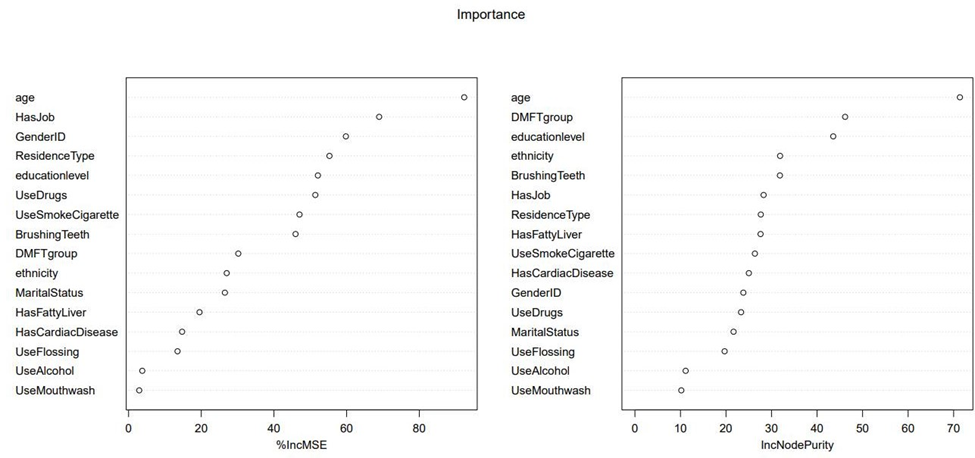 Importance
age
HasJob
GenderID
ResidenceType
educationlevel
UseDrugs
UseSmokeCigarette
BrushingTeeth
DMFTgroup
ethnicity
MaritalStatus
HasFattyLiver
HasCardiacDisease
UseFlossing
UseAlcohol
UseMouthwash
0 20 40 60 80
%IncMSE
age
DMFTgroup
educationlevel
ethnicity
BrushingTeeth
HasJob
ResidenceType
HasFattyLiver
UseSmokeCigarette
HasCardiacDisease
GenderID
UseDrugs
MaritalStatus
UseFlossing
UseAlcohol
UseMouthwash
0 10 20 30 40 50 60 70
IncNodePurity